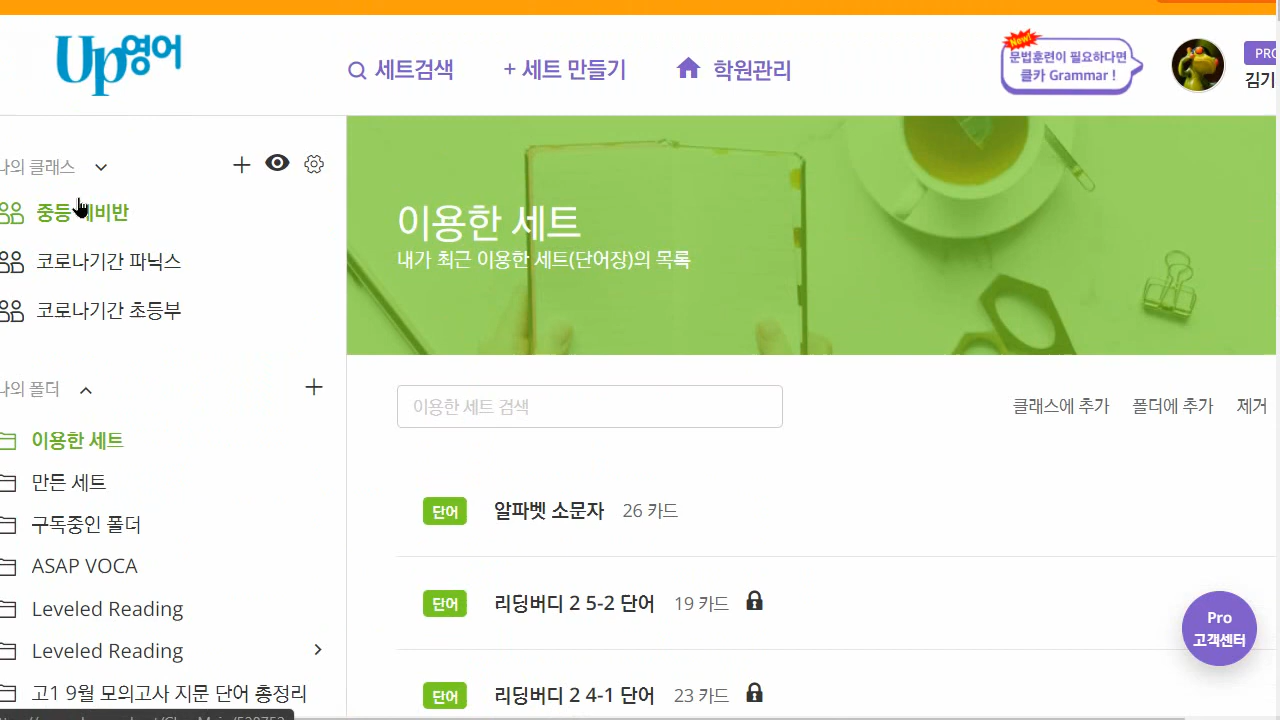 Up영어
세트검색
+ 세트 만들기
학원관리
New!
문법훈련이 필요하다면
클카 Grammar !
PRO
김기
나의 클래스
중등 예비반
코로나기간 파닉스
코로나기간 초등부
나의 폴더
이용한 세트
만든 세트
구독중인 폴더
ASAP VOCA
Leveled Reading
Leveled Reading
고1 9월 모의고사 지문 단어 총정리
이용한 세트
내가 최근 이용한 세트(단어장)의 목록
이용한 세트 검색
클래스에 추가
폴더에 추가
제거
단어 알파벳 소문자 26 카드
단어 리딩버디 2 5-2 단어 19 카드
단어 리딩버디 2 4-1 단어 23 카드
Pro
고객센터